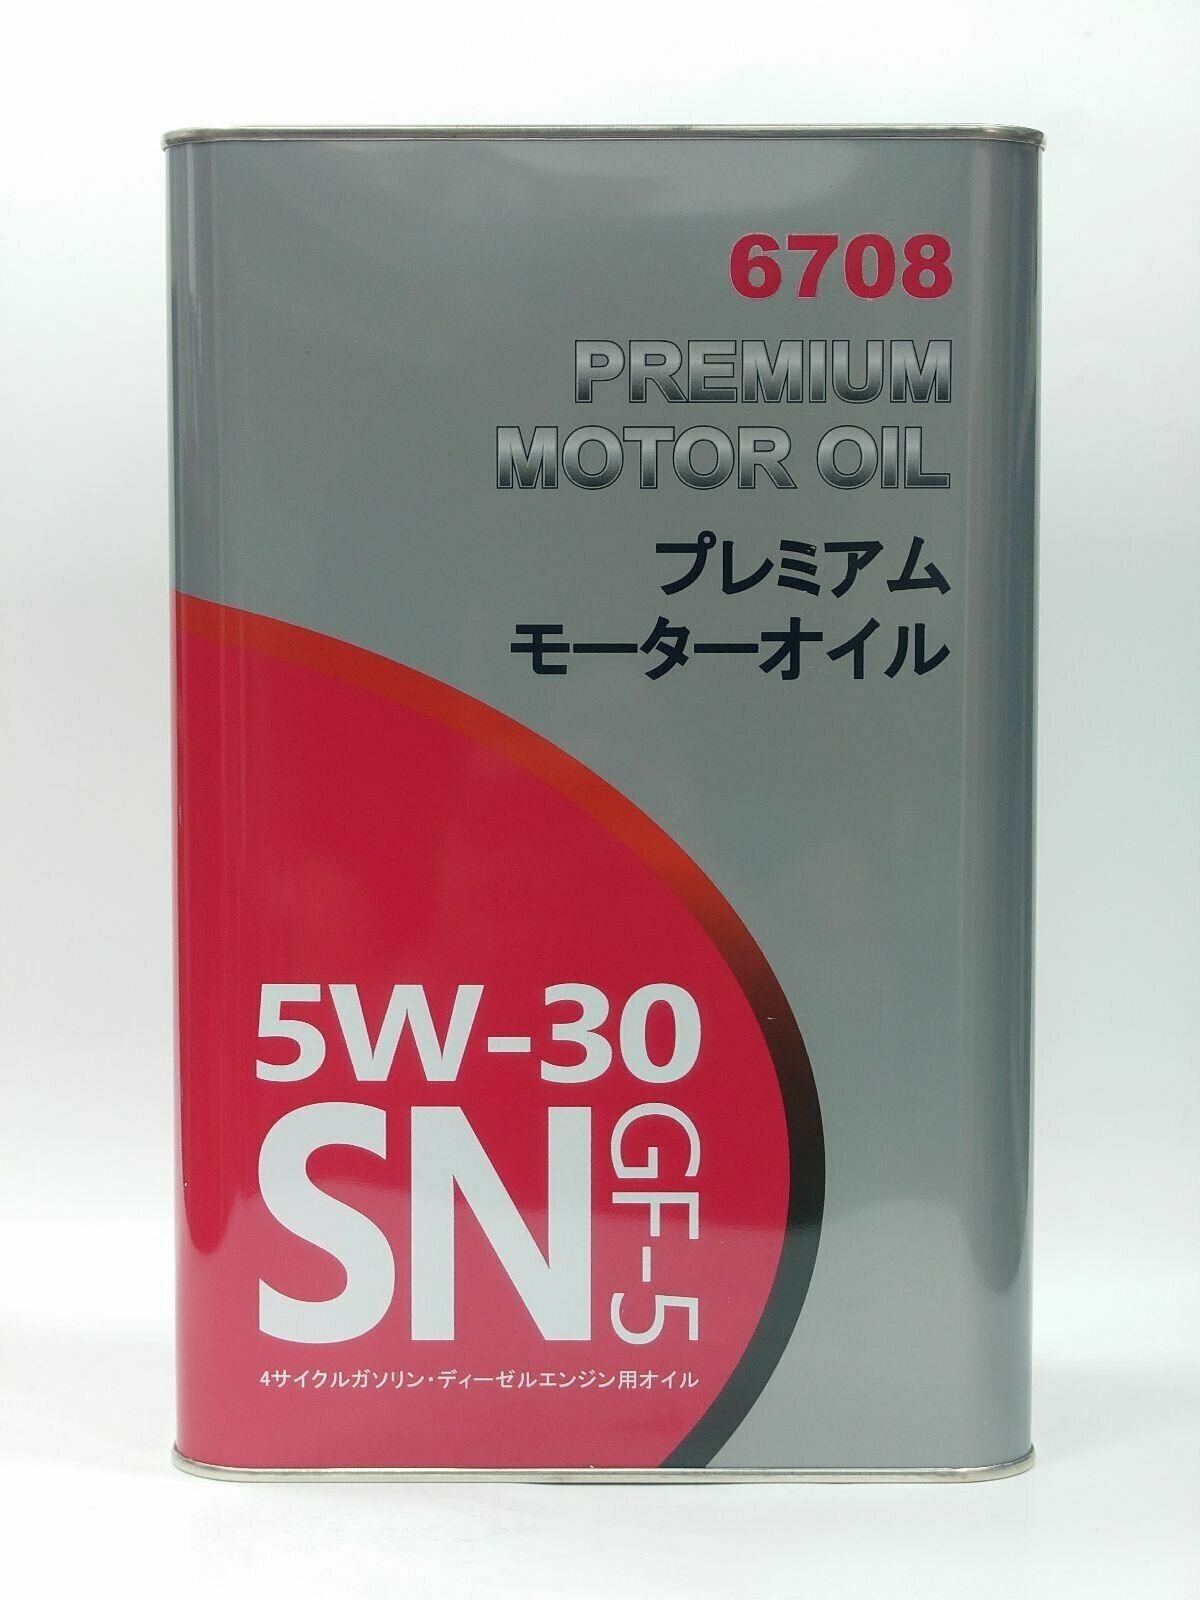 6708
PREMIUM
MOTOR OIL
プレミアム
モーターオイル
5W-30
SN
GF-5
4サイクルガソリン・ディーゼルエンジン用オイル